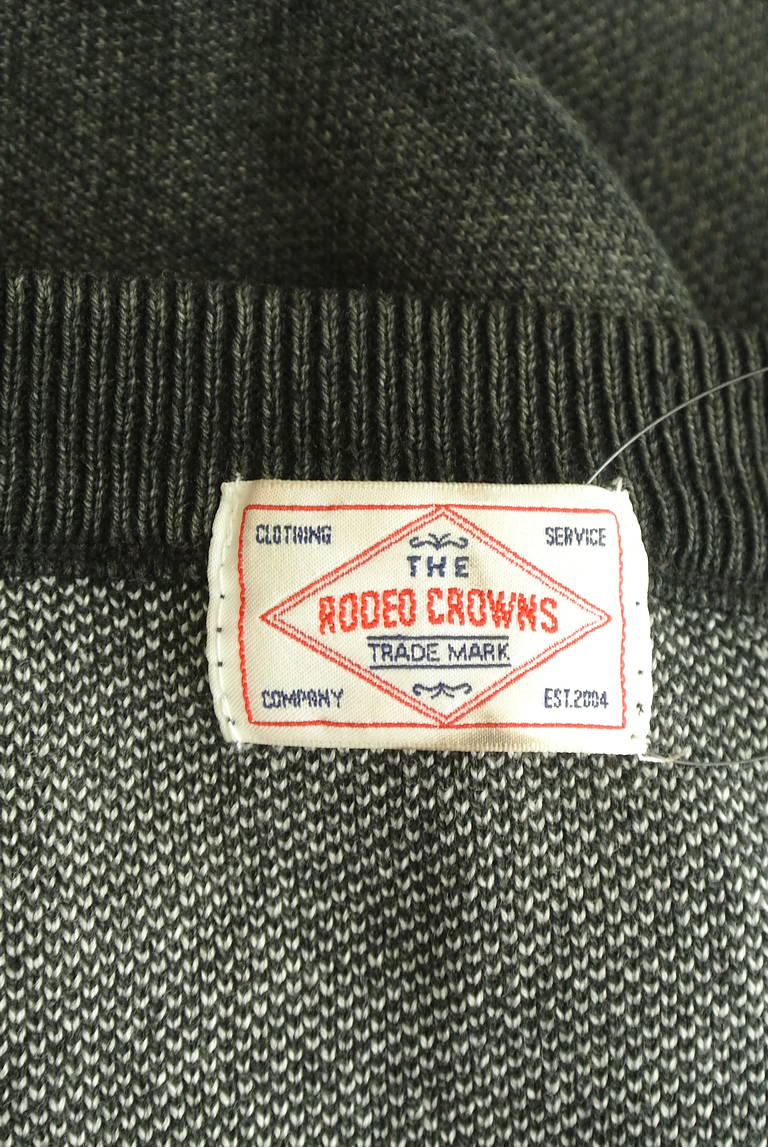 CLOTHING SERVICE
THE
RODEO CROWNS
TRADE MARK
COMPANY EST.2004